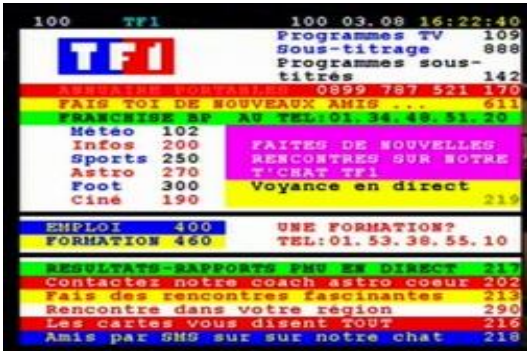 100 TF1 100 03.08 16:22:40
TF1
Programmes TV 109
Sous-titrage 888
Programmes sous-
titrés 142
ANNUAIRE PORTABLES 0899 787 521 170
FAIS TOI DE NOUVEAUX AMIS ... 611
FRANCHISE BP AU TEL:01.34.48.51.20
Météo 102
Infos 200
Sports 250
Astro 270
Foot 300
Ciné 190
FAITES DE NOUVELLES
RENCONTRES SUR NOTRE
T'CHAT TF1
Voyance en direct
219
EMPLOI 400
FORMATION 460
UNE FORMATION?
TEL:01.53.38.55.10
RESULTATS-RAPPORTS PMU EN DIRECT 217
Contactez notre coach astro coeur 202
Fais des rencontres fascinantes 213
Rencontre dans votre région 290
Les cartes vous disent TOUT 216
Amis par SMS sur sur notre chat 218